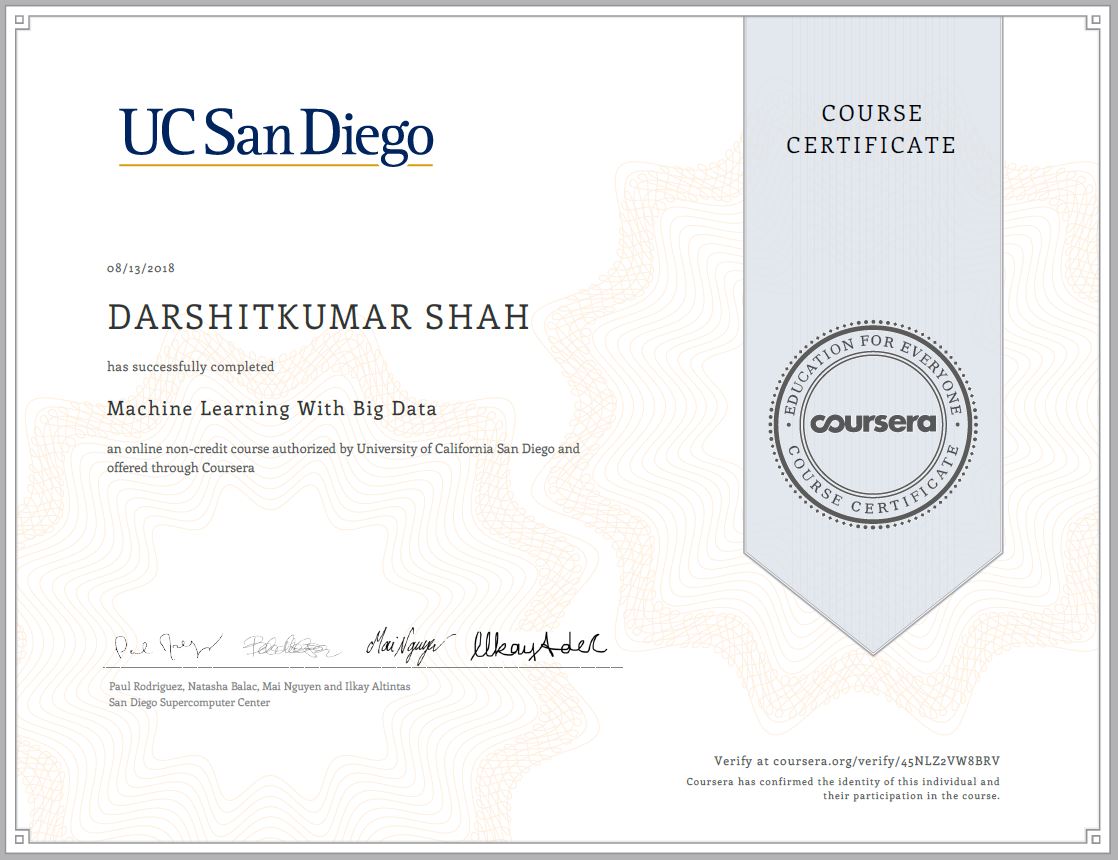 UC San Diego
COURSE
CERTIFICATE
08/13/2018
DARSHITKUMAR SHAH
has successfully completed
Machine Learning With Big Data
an online non-credit course authorized by University of California San Diego and
offered through Coursera
EDUCATION FOR EVERYONE
coursera
COURSE CERTIFICATE
Mai Nguyen
Ilkay Altintas
Paul Rodriguez, Natasha Balac, Mai Nguyen and Ilkay Altintas
San Diego Supercomputer Center
Verify at coursera.org/verify/45NLZ2VW8BRV
Coursera has confirmed the identity of this individual and
their participation in the course.